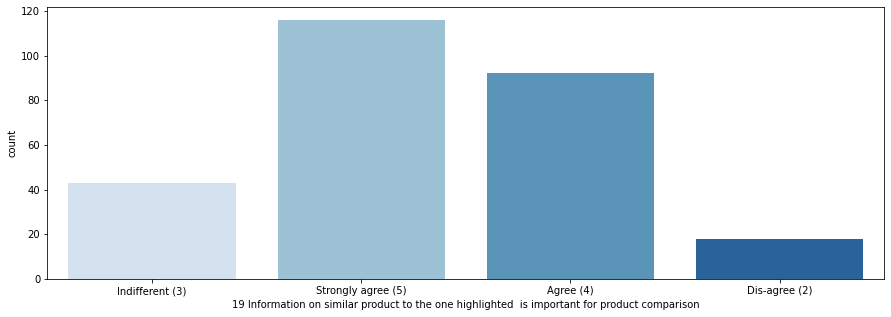 120
100
80
60
40
20
0
count
Indifferent (3)
Strongly agree (5)
Agree (4)
Dis-agree (2)
19 Information on similar product to the one highlighted  is important for product comparison